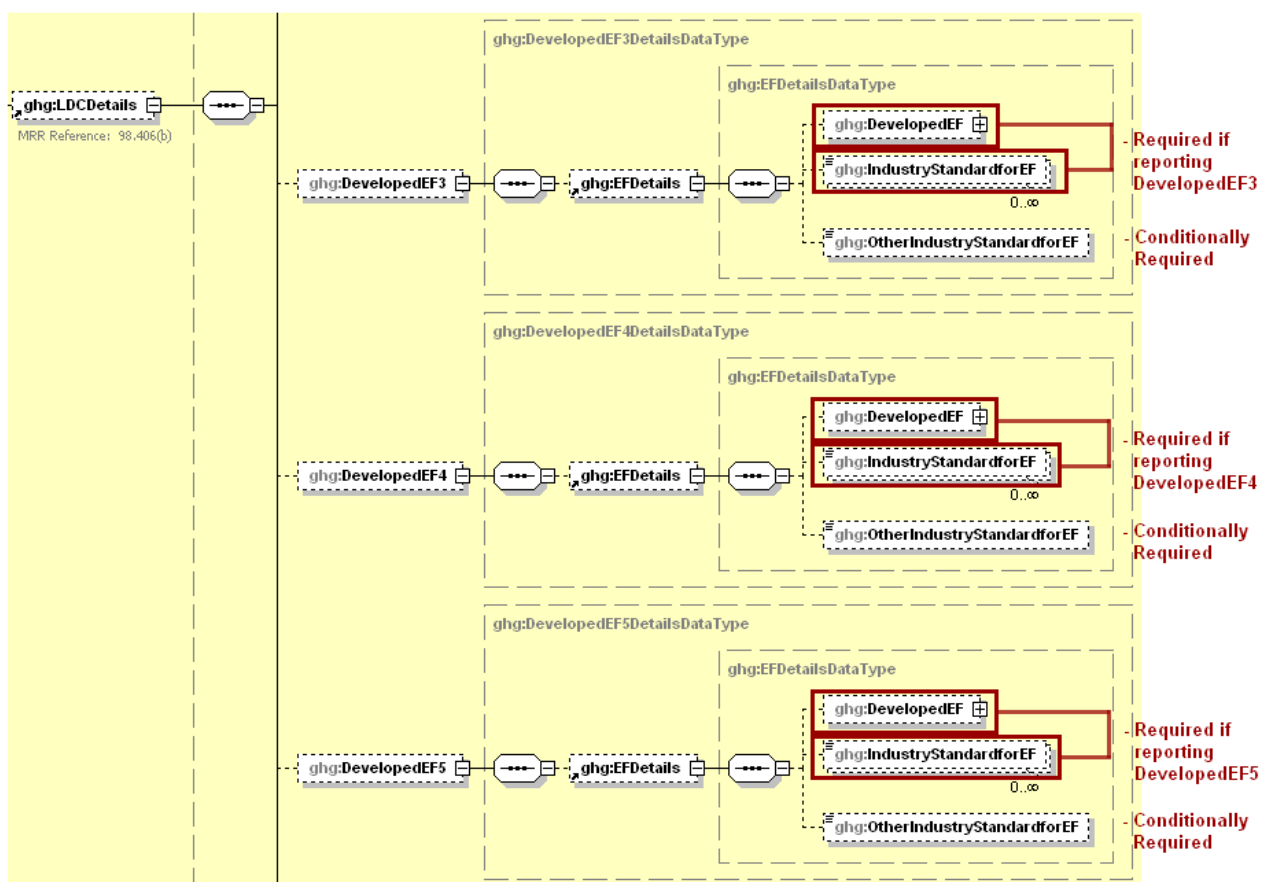 ghg:DevelopedEF3DetailsDataType
ghg:EFDetailsDataType
ghg:LDCDetails
MRR Reference: 98.406(b)
ghg:DevelopedEF
- Required if
reporting
DevelopedEF3
ghg:IndustryStandardforEF
0..∞
ghg:DevelopedEF3
ghg:EFDetails
ghg:OtherIndustryStandardforEF
- Conditionally
Required
ghg:DevelopedEF4DetailsDataType
ghg:EFDetailsDataType
ghg:DevelopedEF
- Required if
reporting
DevelopedEF4
ghg:IndustryStandardforEF
0..∞
ghg:DevelopedEF4
ghg:EFDetails
ghg:OtherIndustryStandardforEF
- Conditionally
Required
ghg:DevelopedEF5DetailsDataType
ghg:EFDetailsDataType
ghg:DevelopedEF
- Required if
reporting
DevelopedEF5
ghg:IndustryStandardforEF
0..∞
ghg:DevelopedEF5
ghg:EFDetails
ghg:OtherIndustryStandardforEF
- Conditionally
Required